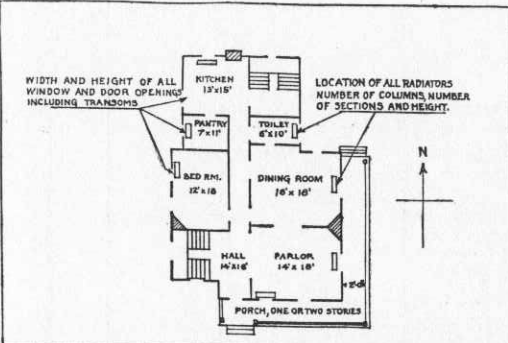 KITCHEN
13'x15'
WIDTH AND HEIGHT OF ALL
WINDOW AND DOOR OPENINGS
INCLUDING TRANSOMS
LOCATION OF ALL RADIATORS
NUMBER OF COLUMNS, NUMBER
OF SECTIONS AND HEIGHT.
PANTRY
7'x11'
TOILET
6'x10'
N
BED RM.
12'x18
DINING ROOM
16'x16'
HALL
14'x16'
PARLOR
14'x18'
PORCH, ONE OR TWO STORIES